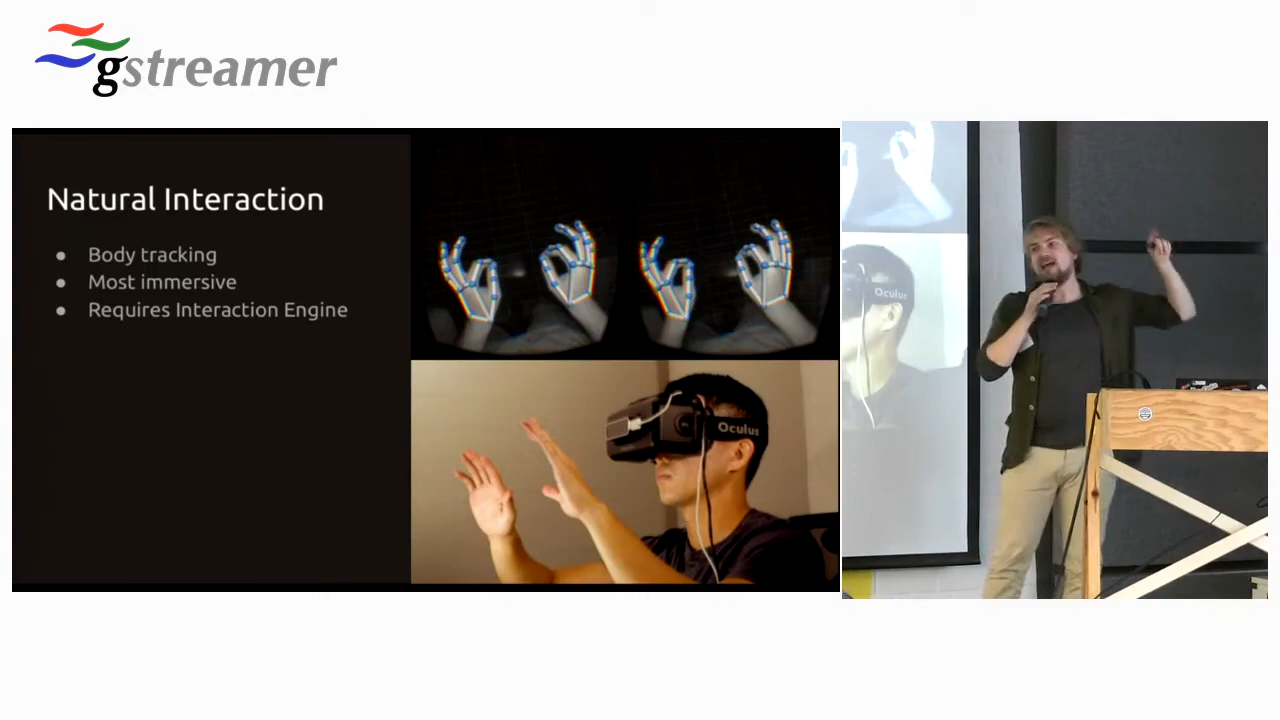 gstreamer
Natural Interaction
● Body tracking
● Most immersive
● Requires Interaction Engine
Oculus
Oculus